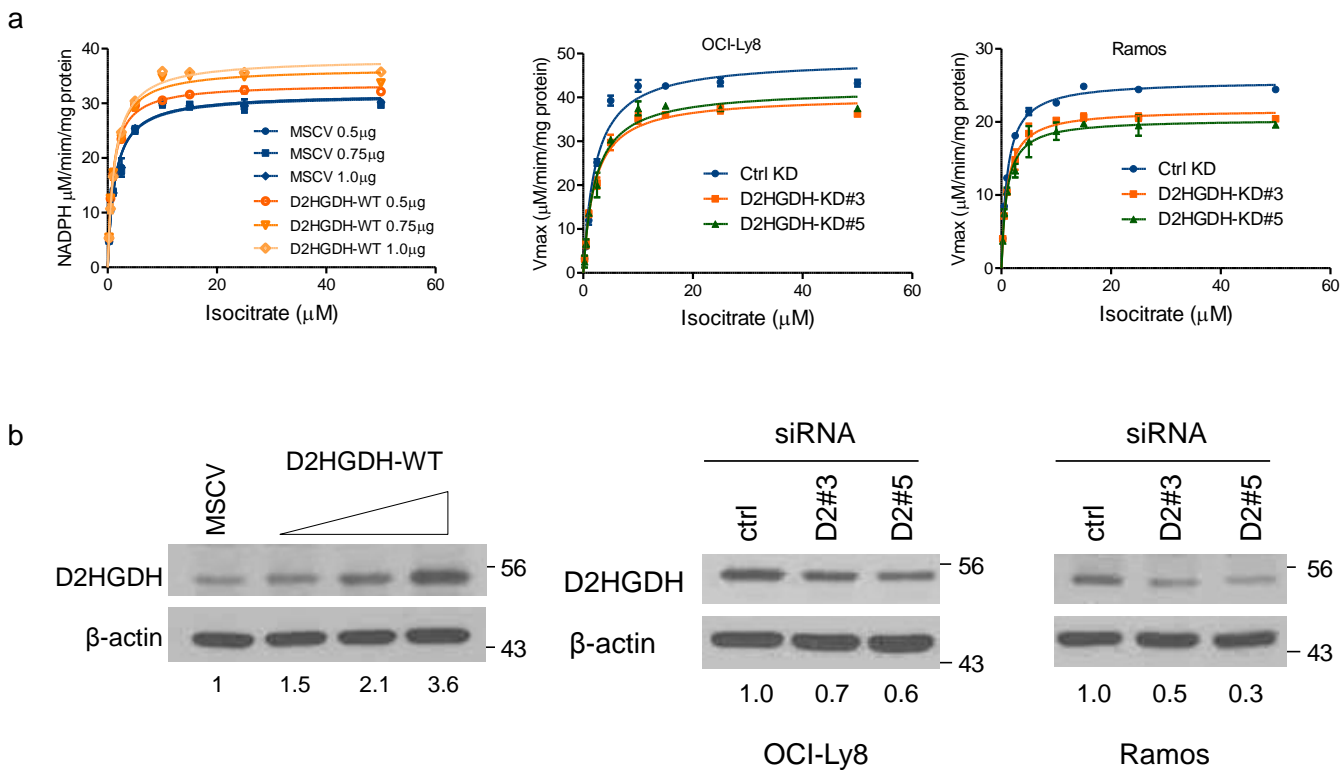 a
NADPH μM/mim/mg protein)
40
30
20
10
0
0
20
40
60
Isocitrate (μM)
MSCV 0.5μg
MSCV 0.75μg
MSCV 1.0μg
D2HGDH-WT 0.5μg
D2HGDH-WT 0.75μg
D2HGDH-WT 1.0μg
OCI-Ly8
Vmax (μM/mim/mg protein)
50
40
30
20
10
0
0
20
40
60
Isocitrate (μM)
Ctrl KD
D2HGDH-KD#3
D2HGDH-KD#5
Ramos
Vmax (μM/mim/mg protein)
30
20
10
0
0
20
40
60
Isocitrate (μM)
Ctrl KD
D2HGDH-KD#3
D2HGDH-KD#5
b
MSCV
D2HGDH-WT
D2HGDH
56
β-actin
43
1 1.5 2.1 3.6
siRNA
ctrl D2#3 D2#5
D2HGDH
56
β-actin
43
1.0 0.7 0.6
OCI-Ly8
siRNA
ctrl D2#3 D2#5
56
43
1.0 0.5 0.3
Ramos